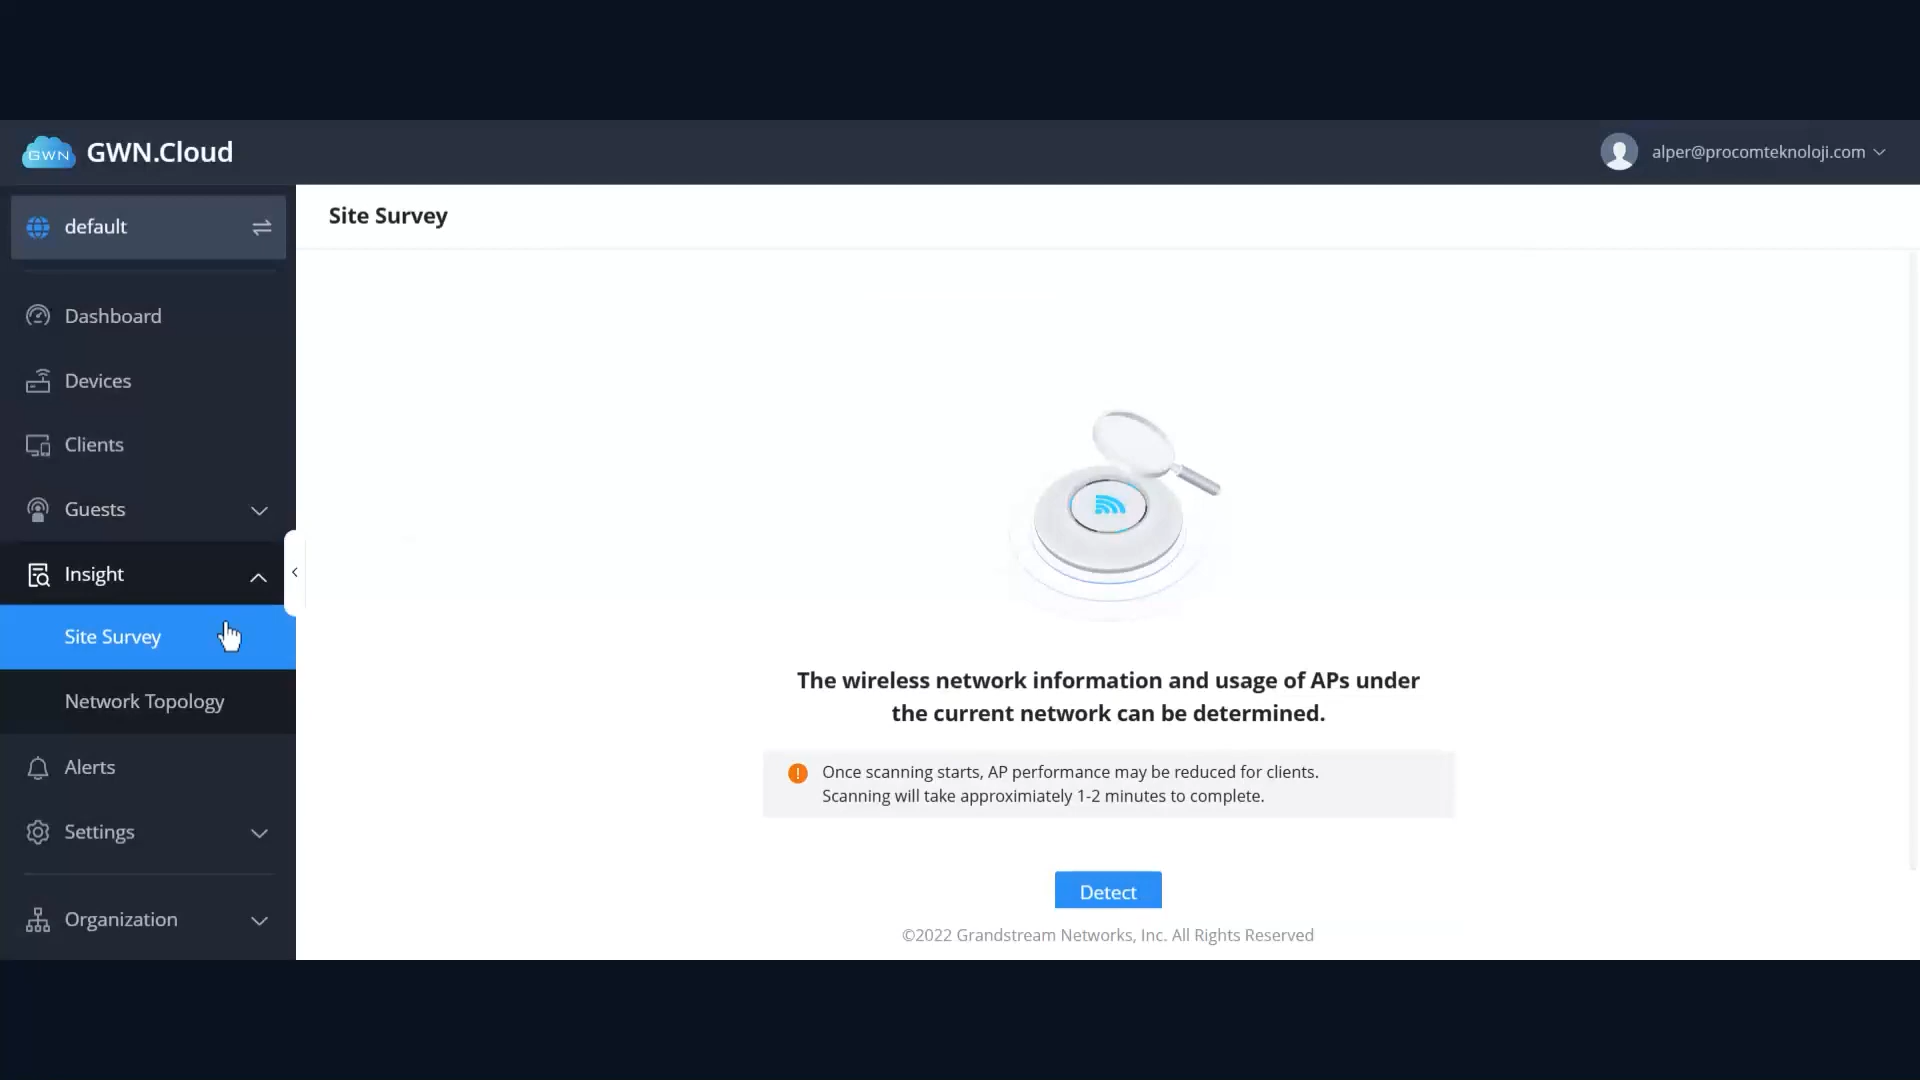 GWN GWN.Cloud
alper@procomteknoloji.com
default
Dashboard
Devices
Clients
Guests
Insight
Site Survey
Network Topology
Alerts
Settings
Organization
Site Survey
The wireless network information and usage of APs under
the current network can be determined.
Once scanning starts, AP performance may be reduced for clients.
Scanning will take approximiately 1-2 minutes to complete.
Detect
©2022 Grandstream Networks, Inc. All Rights Reserved